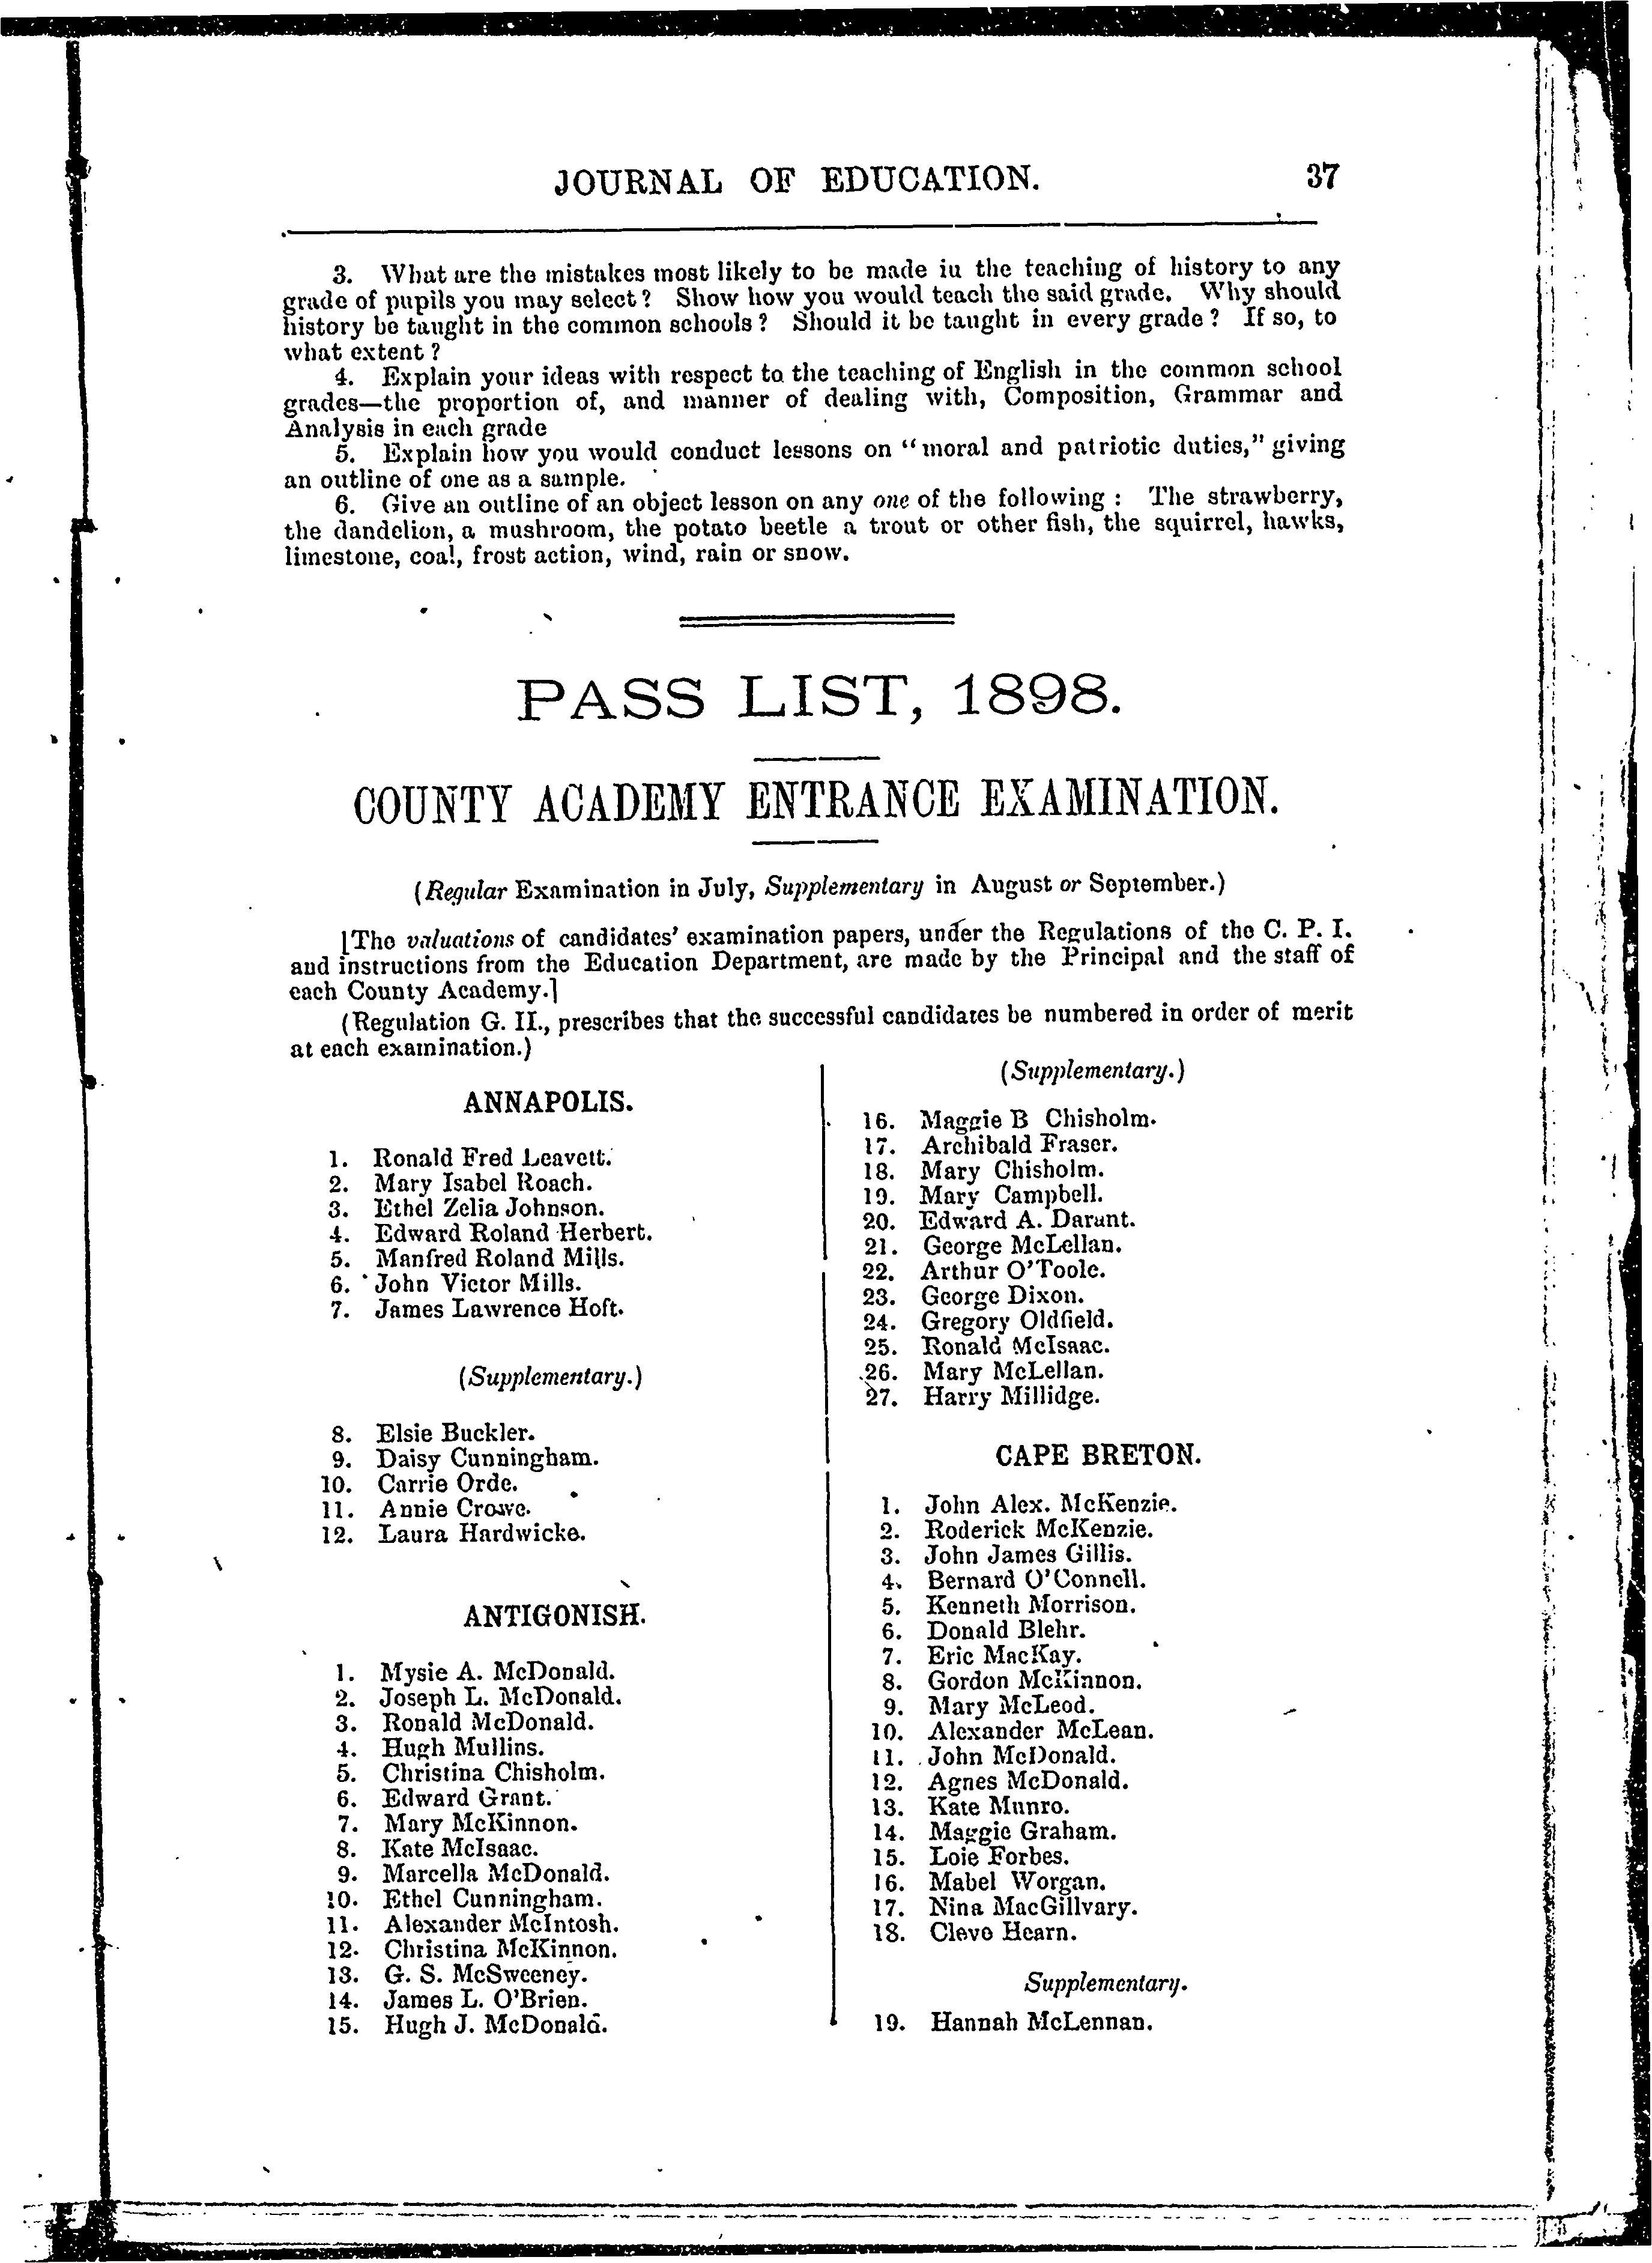 JOURNAL OF EDUCATION. 37
3. What are the mistakes most likely to be made in the teaching of history to any
grade of pupils you may select? Show how you would teach the said grade. Why should
history be taught in the common schools? Should it be taught in every grade? If so, to
what extent?
4. Explain your ideas with respect to the teaching of English in the common school
grades—the proportion of, and manner of dealing with, Composition, Grammar and
Analysis in each grade
5. Explain how you would conduct lessons on "moral and patriotic duties," giving
an outline of one as a sample.
6. Give an outline of an object lesson on any one of the following: The strawberry,
the dandelion, a mushroom, the potato beetle a trout or other fish, the squirrel, hawks,
limestone, coal, frost action, wind, rain or snow.
PASS LIST, 1898.
COUNTY ACADEMY ENTRANCE EXAMINATION.
(Regular Examination in July, Supplementary in August or September.)
[The valuations of candidates' examination papers, under the Regulations of the C. P. I.
and instructions from the Education Department, are made by the Principal and the staff of
each County Academy.]
(Regulation G. II., prescribes that the successful candidates be numbered in order of merit
at each examination.)
ANNAPOLIS.
1. Ronald Fred Leavett.
2. Mary Isabel Roach.
3. Ethel Zelia Johnson.
4. Edward Roland Herbert.
5. Manfred Roland Mills.
6. John Victor Mills.
7. James Lawrence Hoft.
(Supplementary.)
8. Elsie Buckler.
9. Daisy Cunningham.
10. Carrie Orde.
11. Annie Crowe.
12. Laura Hardwicke.
ANTIGONISH.
1. Mysie A. McDonald.
2. Joseph L. McDonald.
3. Ronald McDonald.
4. Hugh Mullins.
5. Christina Chisholm.
6. Edward Grant.
7. Mary McKinnon.
8. Kate McIsaac.
9. Marcella McDonald.
10. Ethel Cunningham.
11. Alexander McIntosh.
12. Christina McKinnon.
13. G. S. McSweeney.
14. James L. O'Brien.
15. Hugh J. McDonald.
(Supplementary.)
16. Maggie B Chisholm.
17. Archibald Fraser.
18. Mary Chisholm.
19. Mary Campbell.
20. Edward A. Darant.
21. George McLellan.
22. Arthur O'Toole.
23. George Dixon.
24. Gregory Oldfield.
25. Ronald McIsaac.
26. Mary McLellan.
27. Harry Millidge.
CAPE BRETON.
1. John Alex. McKenzie.
2. Roderick McKenzie.
3. John James Gillis.
4. Bernard O'Connell.
5. Kenneth Morrison.
6. Donald Blehr.
7. Eric MacKay.
8. Gordon McKinnon.
9. Mary McLeod.
10. Alexander McLean.
11. John McDonald.
12. Agnes McDonald.
13. Kate Munro.
14. Maggie Graham.
15. Loie Forbes.
16. Mabel Worgan.
17. Nina MacGillvary.
18. Clevo Hearn.
Supplementary.
19. Hannah McLennan.